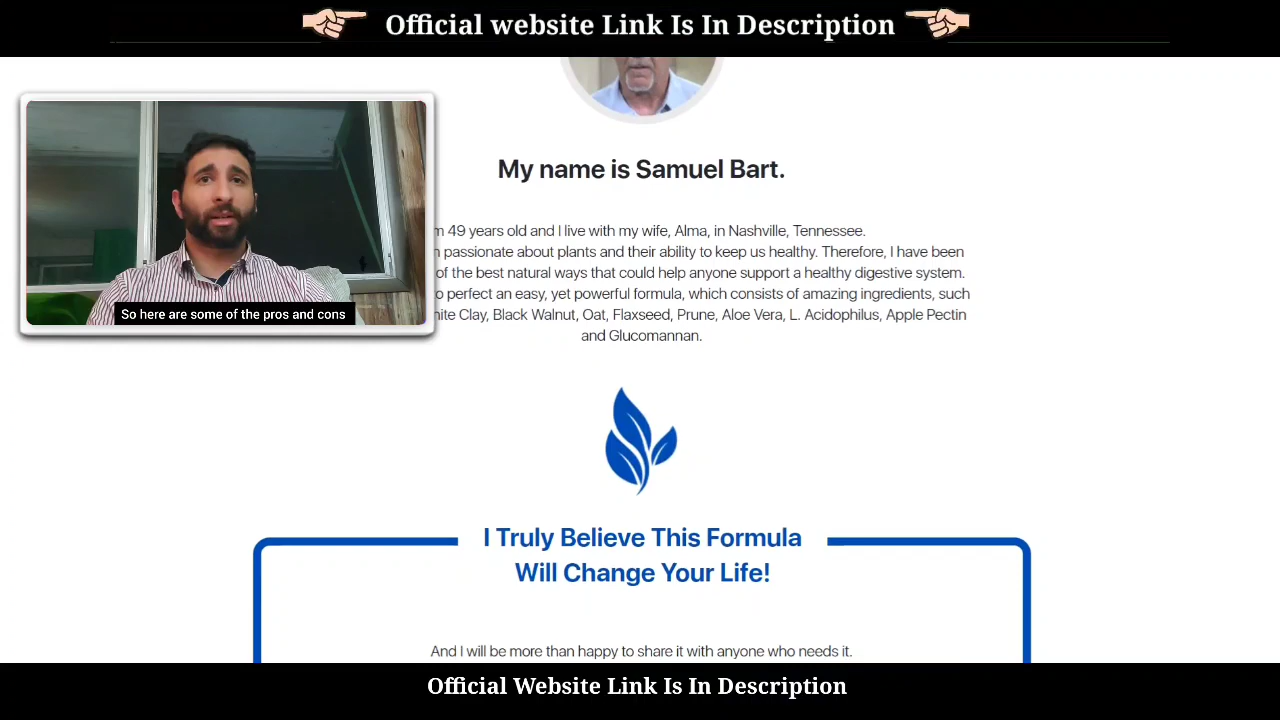 Official website Link Is In Description
My name is Samuel Bart.
49 years old and I live with my wife, Alma, in Nashville, Tennessee.
passionate about plants and their ability to keep us healthy. Therefore, I have been
of the best natural ways that could help anyone support a healthy digestive system.
to perfect an easy, yet powerful formula, which consists of amazing ingredients, such
Clay, Black Walnut, Oat, Flaxseed, Prune, Aloe Vera, L. Acidophilus, Apple Pectin
and Glucomannan.
So here are some of the pros and cons
I Truly Believe This Formula
Will Change Your Life!
And I will be more than happy to share it with anyone who needs it.
Official Website Link Is In Description